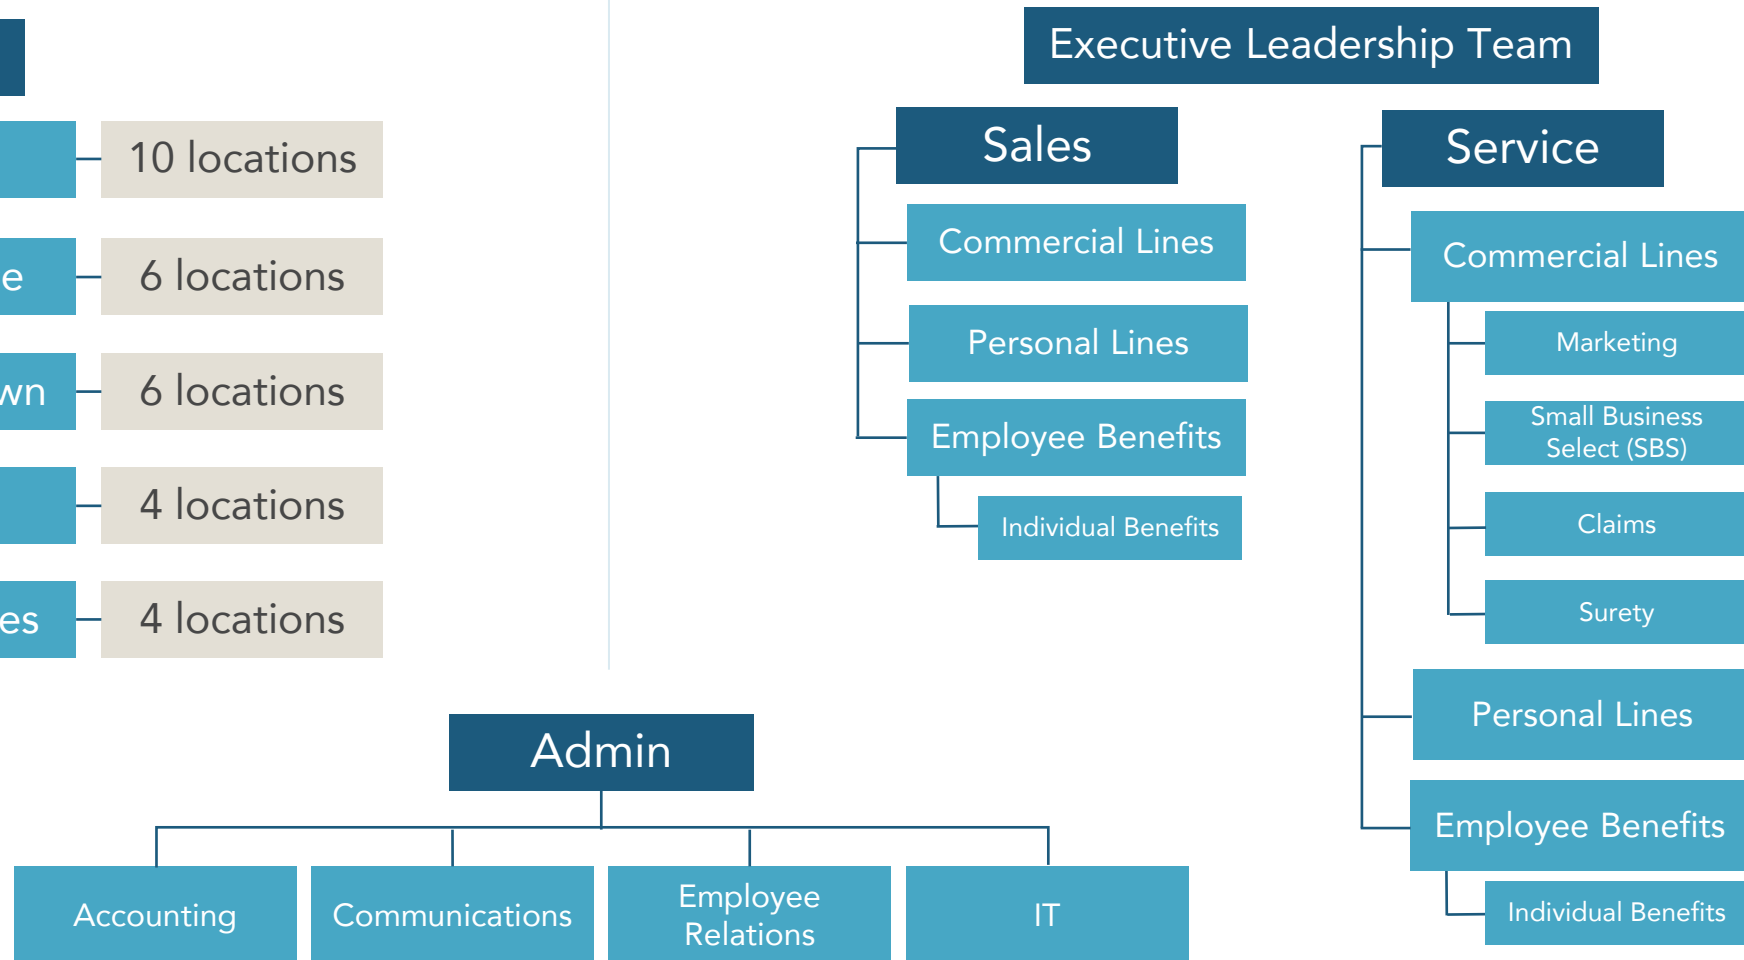 10 locations
6 locations
6 locations
4 locations
4 locations
Executive Leadership Team
Sales
Commercial Lines
Personal Lines
Employee Benefits
Individual Benefits
Service
Commercial Lines
Marketing
Small Business
Select (SBS)
Claims
Surety
Personal Lines
Employee Benefits
Individual Benefits
Admin
Accounting
Communications
Employee
Relations
IT